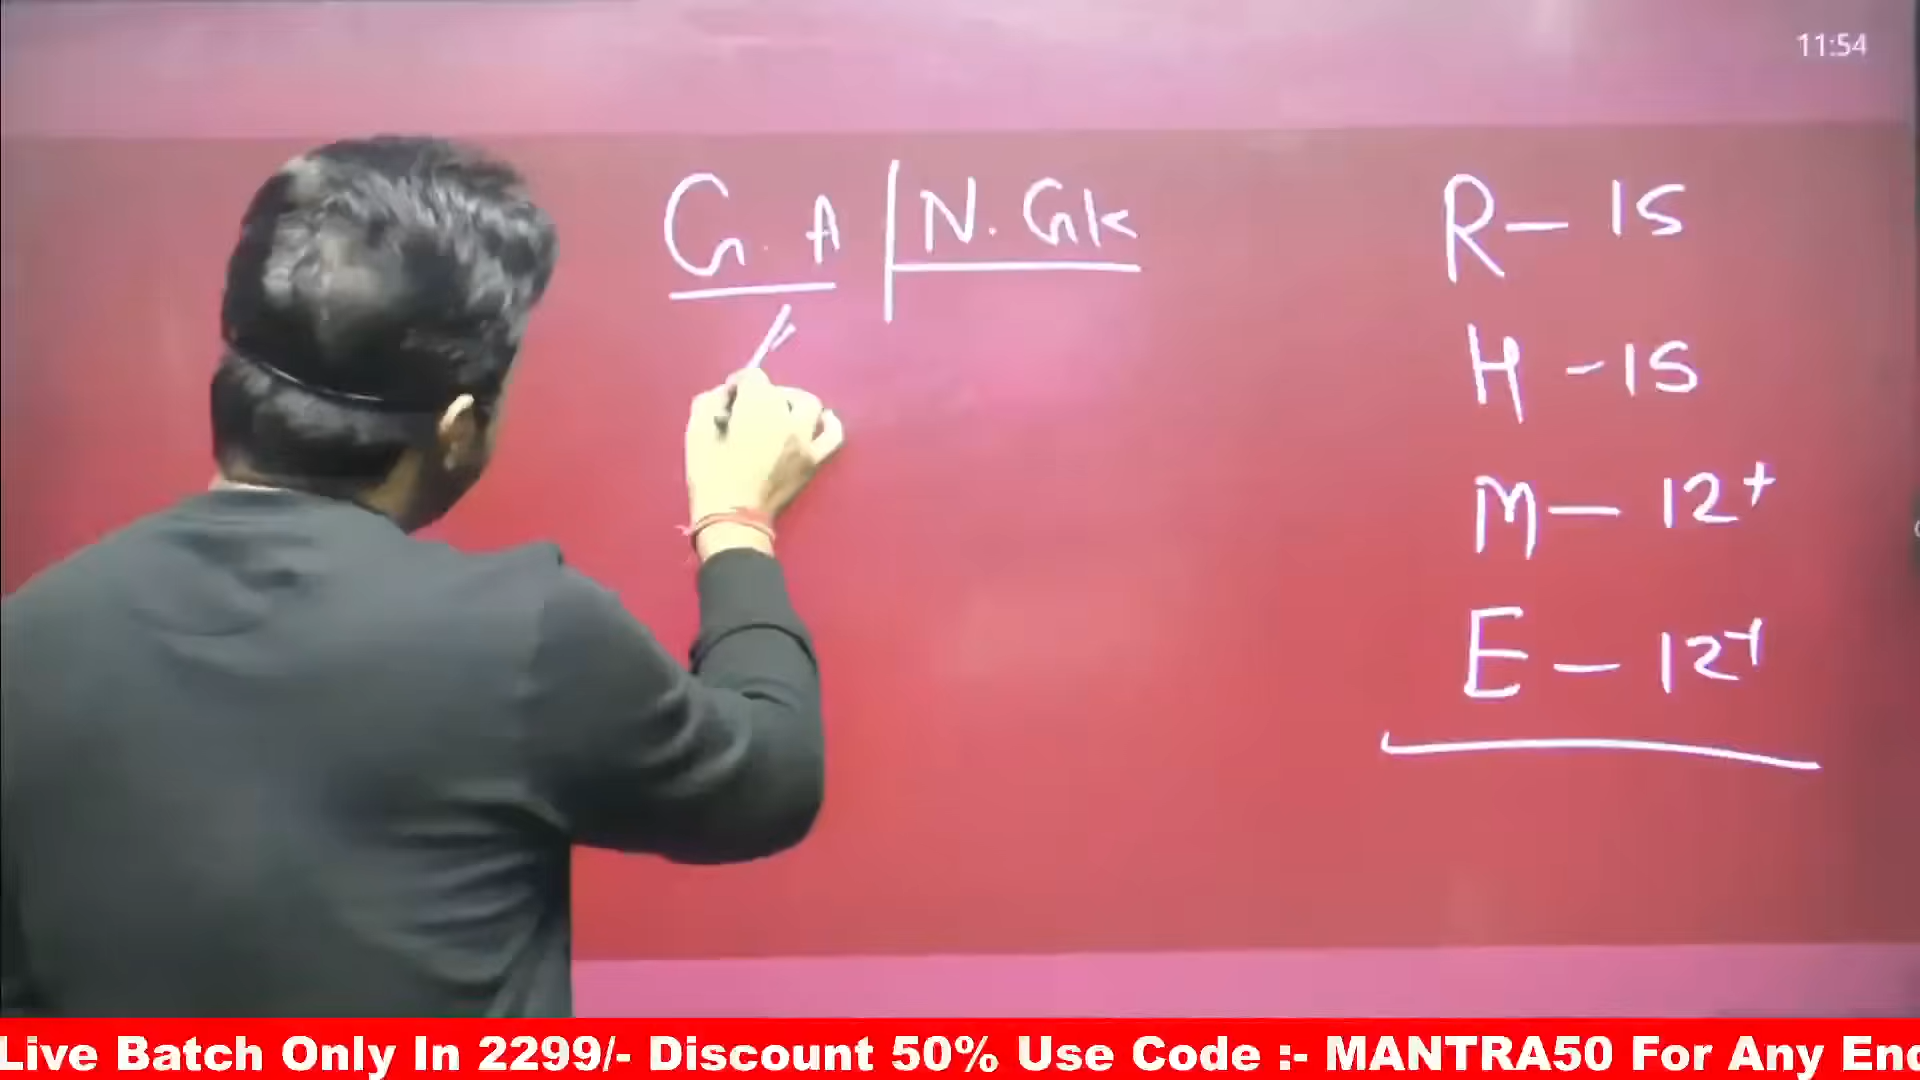 11:54
G.A | N.Gk
R - 15
H - 15
M - 12+
E - 12+
Live Batch Only In 2299/- Discount 50% Use Code :- MANTRA50 For Any Enq